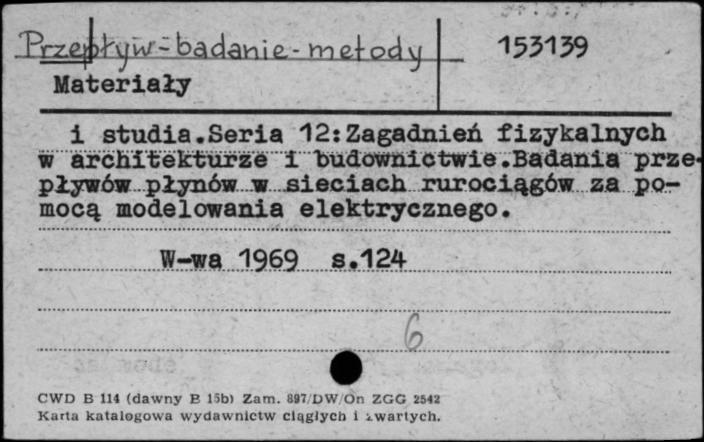 Przepływ-badanie-metody 153139
Materiały
i studia.Seria 12:Zagadnień fizykalnych
w architekturze i budownictwie.Badania prze-
pływów płynów w sieciach rurociągów za po-
mocą modelowania elektrycznego.
W-wa 1969 s.124
6
CWD B 114 (dawny B 15b) Zam. 897/DW/On ZGG 2542
Karta katalogowa wydawnictw ciągłych i zwartych.